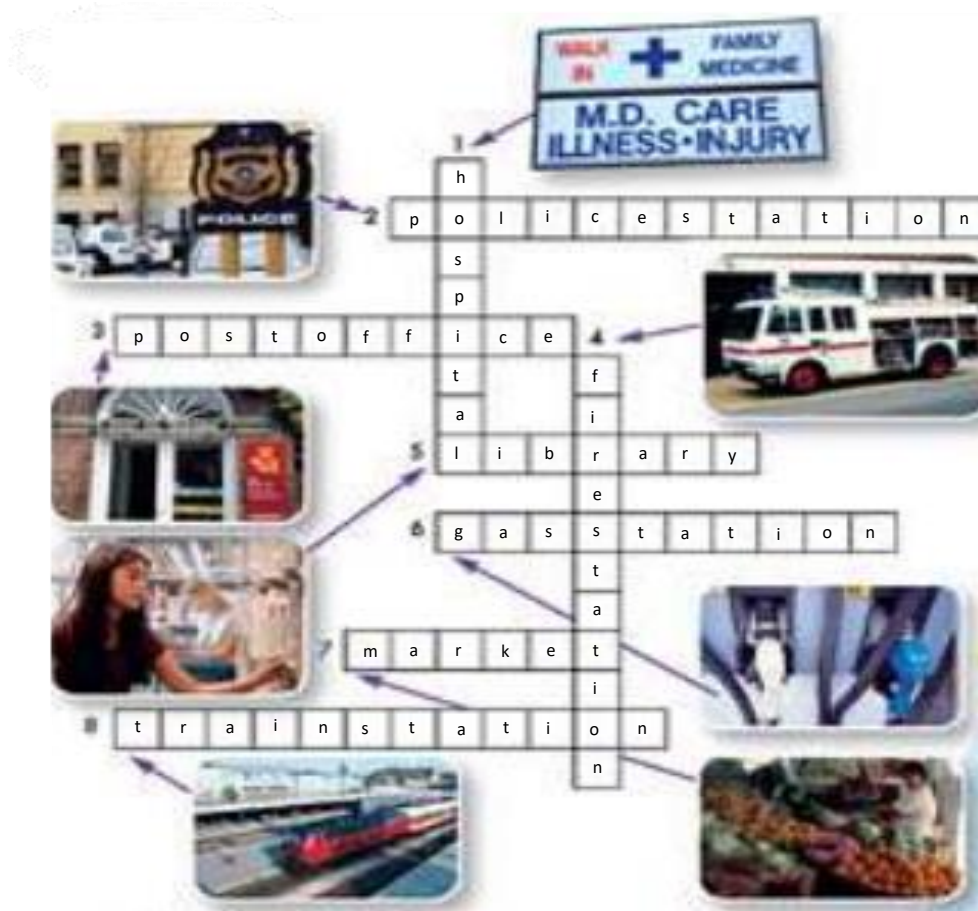 WALK IN FAMILY MEDICINE
M.D. CARE
ILLNESS·INJURY
1
h
POLICE
2 p o l i c e s t a t i o n
s
p
3 p o s t o f f i c e 4
t f
a i
5 l i b r a r y
e
6 g a s s t a t i o n
t
a
7 m a r k e t
i
8 t r a i n s t a t i o n
n